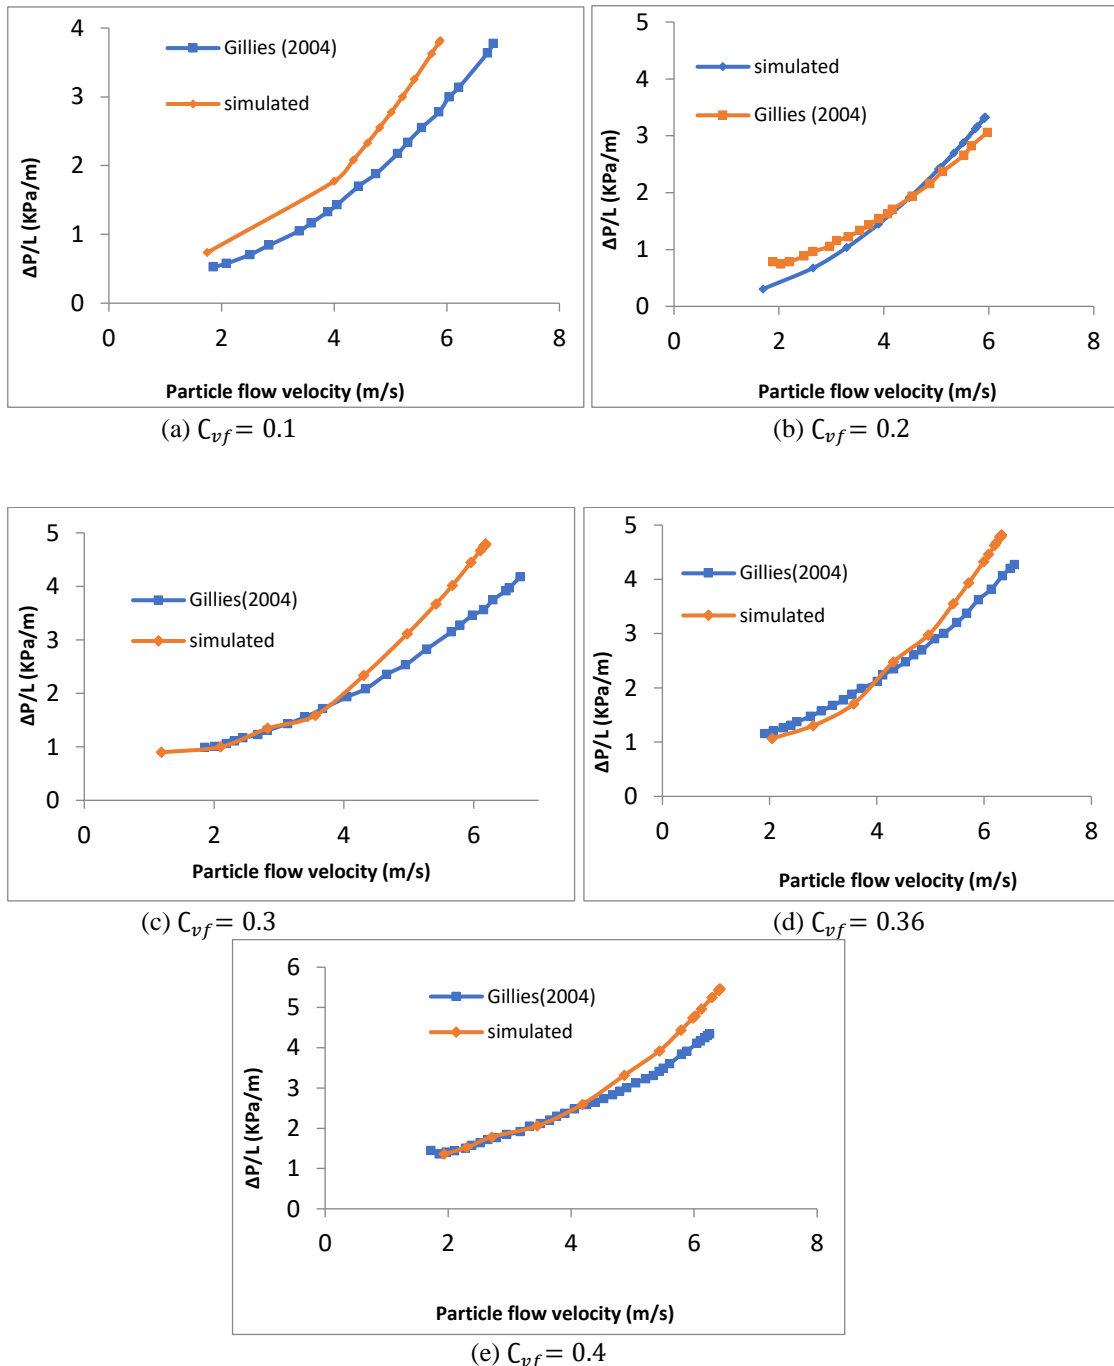 4
3
2
1
0
0 2 4 6 8
ΔP/L (KPa/m)
Particle flow velocity (m/s)
Gillies (2004)
simulated
(a) C_vf = 0.1
5
4
3
2
1
0
0 2 4 6 8
ΔP/L (KPa/m)
Particle flow velocity (m/s)
simulated
Gillies (2004)
(b) C_vf = 0.2
5
4
3
2
1
0
0 2 4 6
ΔP/L (KPa/m)
Particle flow velocity (m/s)
Gillies(2004)
simulated
(c) C_vf = 0.3
5
4
3
2
1
0
0 2 4 6 8
ΔP/L (KPa/m)
Particle flow velocity (m/s)
Gillies(2004)
simulated
(d) C_vf = 0.36
6
5
4
3
2
1
0
0 2 4 6 8
ΔP/L (KPa/m)
Particle flow velocity (m/s)
Gillies(2004)
simulated
(e) C_vf = 0.4